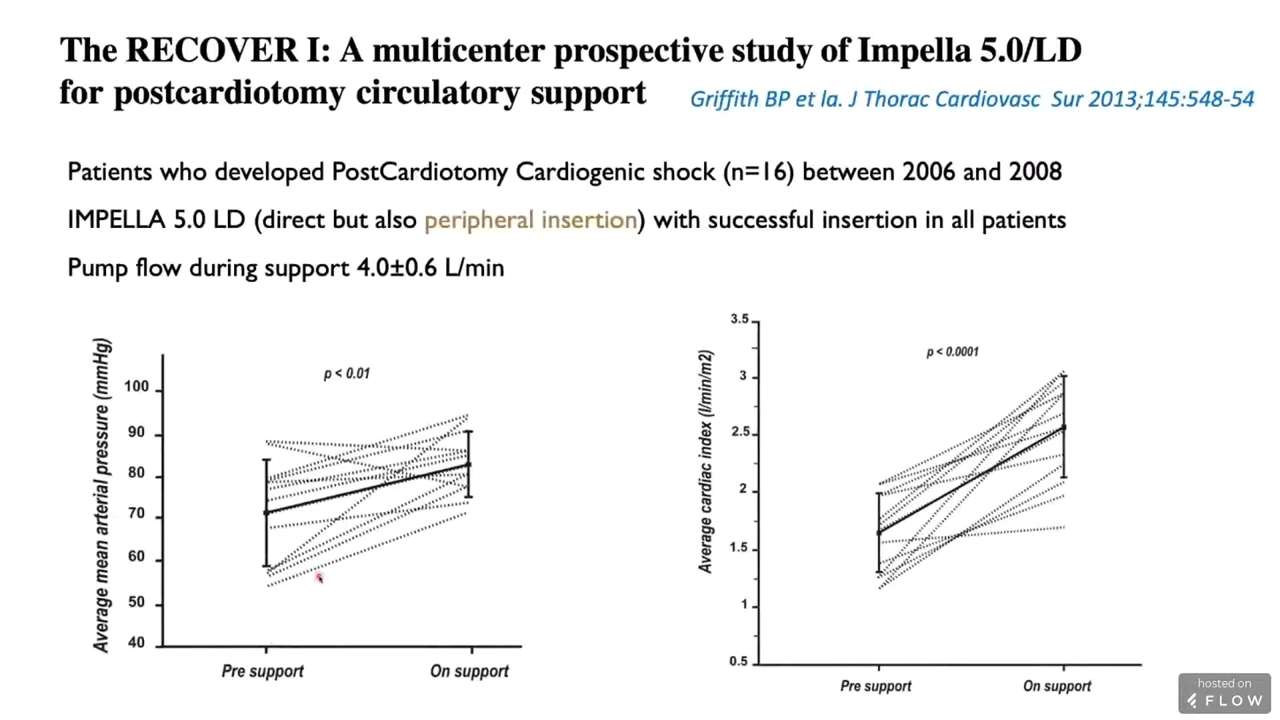 The RECOVER I: A multicenter prospective study of Impella 5.0/LD
for postcardiotomy circulatory support
Griffith BP et la. J Thorac Cardiovasc Sur 2013;145:548-54
Patients who developed PostCardiotomy Cardiogenic shock (n=16) between 2006 and 2008
IMPELLA 5.0 LD (direct but also peripheral insertion) with successful insertion in all patients
Pump flow during support 4.0±0.6 L/min
Average mean arterial pressure (mmHg)
p < 0.01
100
90
80
70
60
50
40
Pre support
On support
Average cardiac index (l/min/m2)
p < 0.0001
3.5
3
2.5
2
1.5
1
0.5
Pre support
On support
hosted on
FLOW